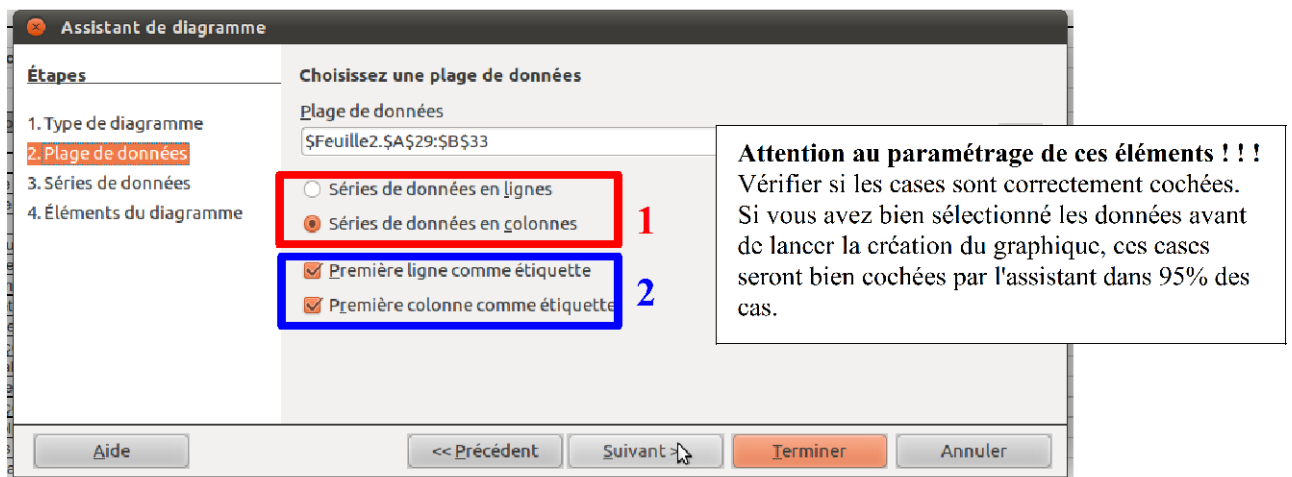 Assistant de diagramme
Étapes
1. Type de diagramme
2. Plage de données
3. Séries de données
4. Éléments du diagramme
Choisissez une plage de données
Plage de données
$Feuille2.$A$29:$B$33
Séries de données en lignes
Séries de données en colonnes
1
Première ligne comme étiquette
Première colonne comme étiquette
2
Attention au paramétrage de ces éléments ! ! !
Vérifier si les cases sont correctement cochées.
Si vous avez bien sélectionné les données avant
de lancer la création du graphique, ces cases
seront bien cochées par l'assistant dans 95% des
cas.
Aide
<< Précédent
Suivant >
Terminer
Annuler